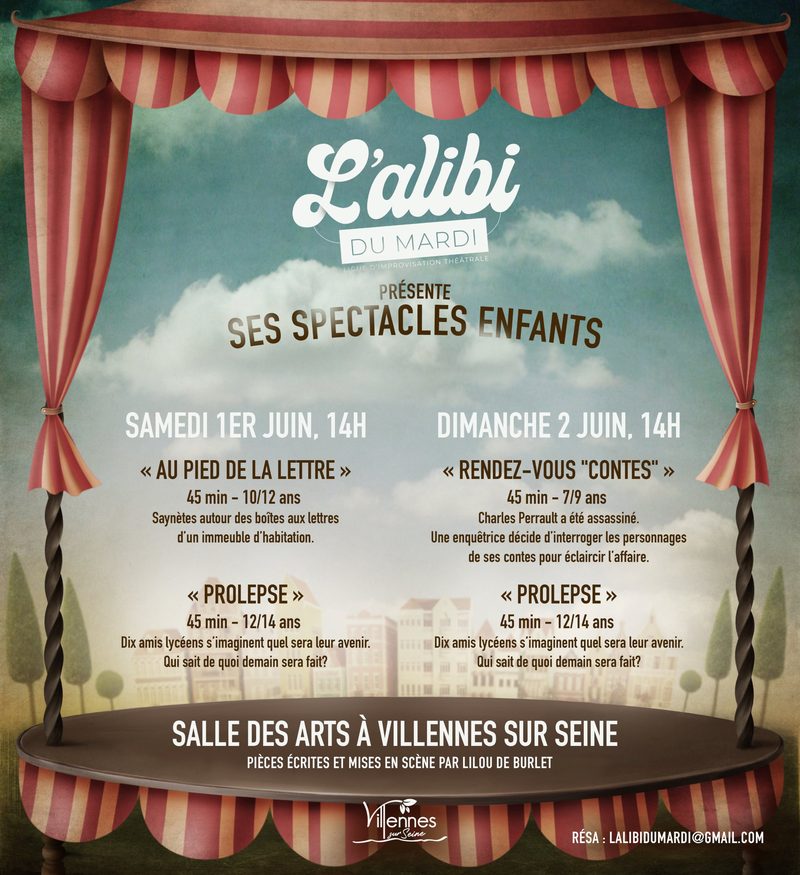 L'alibi
DU MARDI
LIGUE D'IMPROVISATION THÉÂTRALE
PRÉSENTE
SES SPECTACLES ENFANTS
SAMEDI 1ER JUIN, 14H
« AU PIED DE LA LETTRE »
45 min - 10/12 ans
Saynètes autour des boîtes aux lettres
d'un immeuble d'habitation.
« PROLEPSE »
45 min - 12/14 ans
Dix amis lycéens s'imaginent quel sera leur avenir.
Qui sait de quoi demain sera fait?
DIMANCHE 2 JUIN, 14H
« RENDEZ-VOUS "CONTES" »
45 min - 7/9 ans
Charles Perrault a été assassiné.
Une enquêtrice décide d'interroger les personnages
de ses contes pour éclaircir l'affaire.
« PROLEPSE »
45 min - 12/14 ans
Dix amis lycéens s'imaginent quel sera leur avenir.
Qui sait de quoi demain sera fait?
SALLE DES ARTS À VILLENNES SUR SEINE
PIÈCES ÉCRITES ET MISES EN SCÈNE PAR LILOU DE BURLET
Villennes
sur Seine
RÉSA : LALIBIDUMARDI@GMAIL.COM